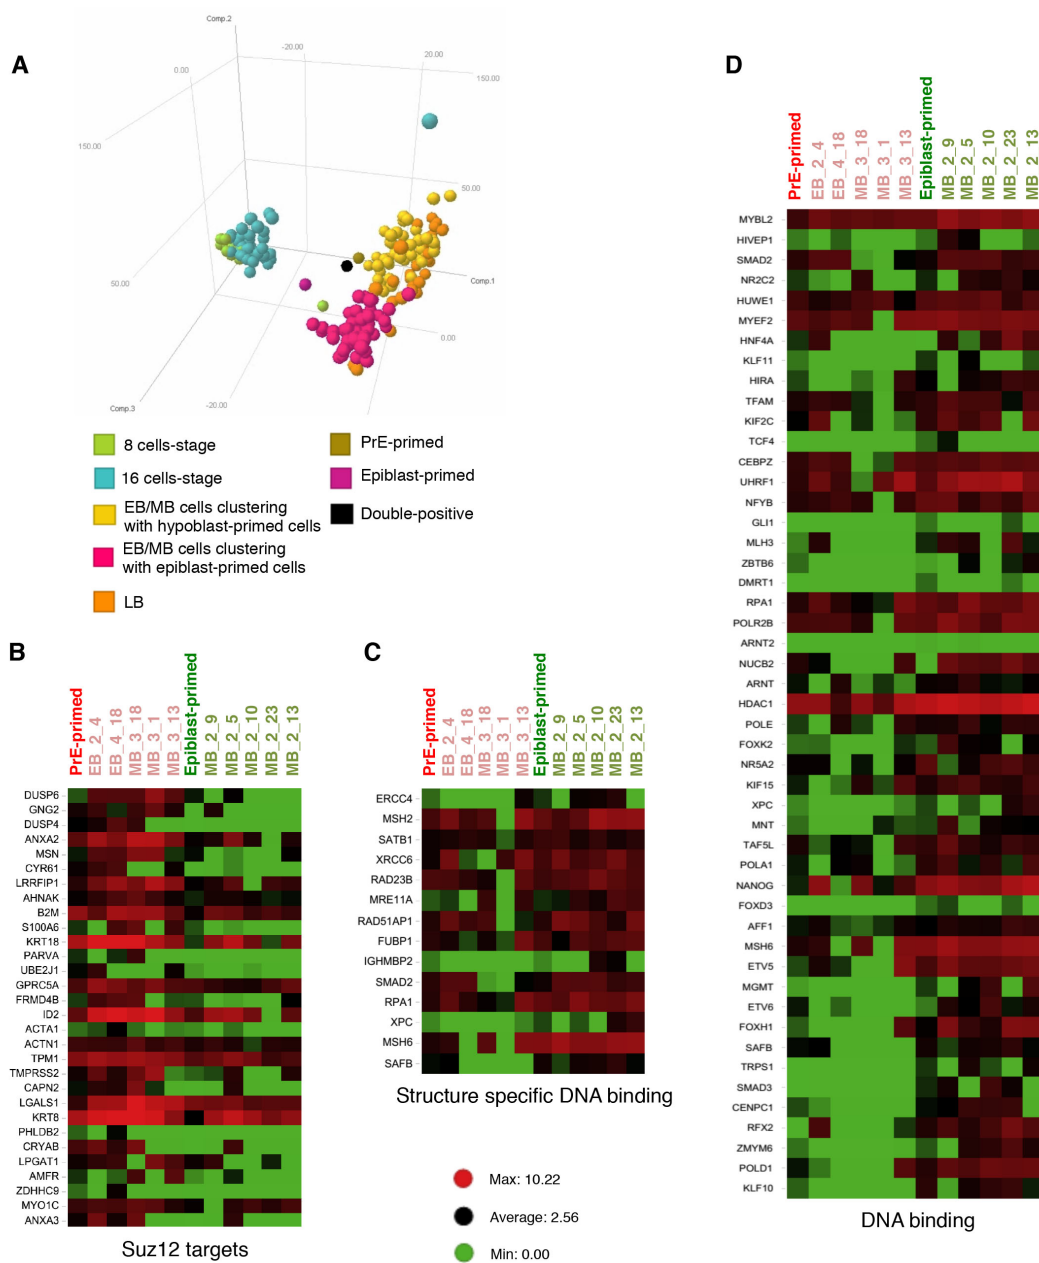 A
Comp.2
-20.00
20.00
150.00
0.00
150.00
50.00
50.00
Comp.1
0.00
Comp.3
-20.00
8 cells-stage
16 cells-stage
EB/MB cells clustering
with hypoblast-primed cells
EB/MB cells clustering
with epiblast-primed cells
LB
PrE-primed
Epiblast-primed
Double-positive
B
PrE-primed
EB_2_4
EB_4_18
MB_3_18
MB_3_1
MB_3_13
Epiblast-primed
MB_2_9
MB_2_5
MB_2_10
MB_2_23
MB_2_13
DUSP6
GNG2
DUSP4
ANXA2
MSN
CYR61
LRRFIP1
AHNAK
B2M
S100A6
KRT18
PARVA
UBE2J1
GPRC5A
FRMD4B
ID2
ACTA1
ACTN1
TPM1
TMPRSS2
CAPN2
LGALS1
KRT8
PHLDB2
CRYAB
LPGAT1
AMFR
ZDHHC9
MYO1C
ANXA3
Suz12 targets
C
PrE-primed
EB_2_4
EB_4_18
MB_3_18
MB_3_1
MB_3_13
Epiblast-primed
MB_2_9
MB_2_5
MB_2_10
MB_2_23
MB_2_13
ERCC4
MSH2
SATB1
XRCC6
RAD23B
MRE11A
RAD51AP1
FUBP1
IGHMBP2
SMAD2
RPA1
XPC
MSH6
SAFB
Structure specific DNA binding
Max: 10.22
Average: 2.56
Min: 0.00
D
PrE-primed
EB_2_4
EB_4_18
MB_3_18
MB_3_1
MB_3_13
Epiblast-primed
MB_2_9
MB_2_5
MB_2_10
MB_2_23
MB_2_13
MYBL2
HIVEP1
SMAD2
NR2C2
HUWE1
MYEF2
HNF4A
KLF11
HIRA
TFAM
KIF2C
TCF4
CEBPZ
UHRF1
NFYB
GLI1
MLH3
ZBTB6
DMRT1
RPA1
POLR2B
ARNT2
NUCB2
ARNT
HDAC1
POLE
FOXK2
NR5A2
KIF15
XPC
MNT
TAF5L
POLA1
NANOG
FOXD3
AFF1
MSH6
ETV5
MGMT
ETV6
FOXH1
SAFB
TRPS1
SMAD3
CENPC1
RFX2
ZMYM6
POLD1
KLF10
DNA binding